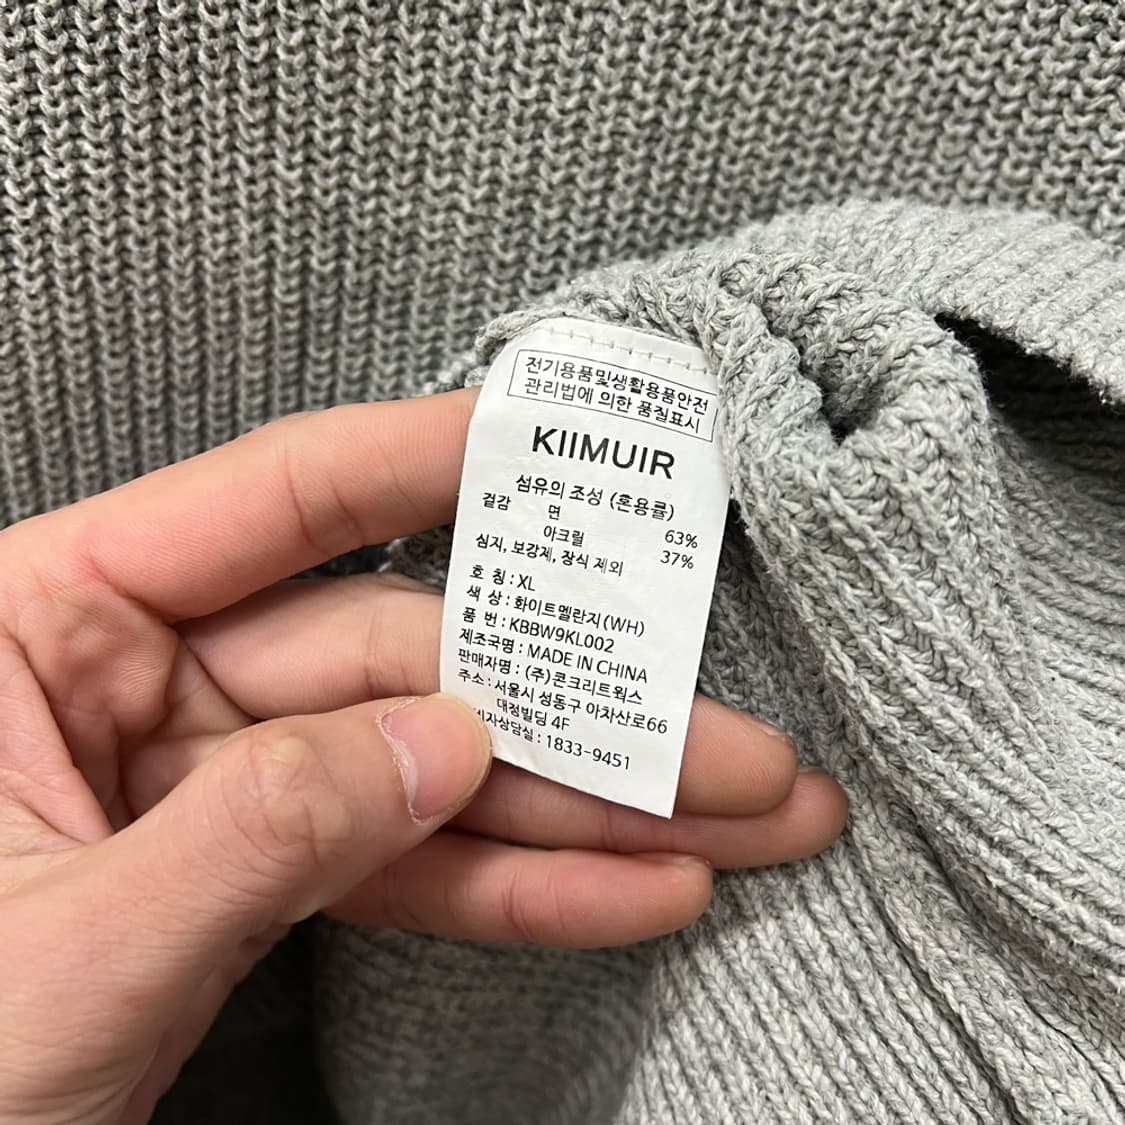 전기용품및생활용품안전
관리법에 의한 품질표시
KIIMUIR
섬유의 조성 (혼용률)
겉감 면 63%
아크릴 37%
심지, 보강제, 장식 제외
호 칭 : XL
색 상 : 화이트멜란지(WH)
품 번 : KBBW9KL002
제조국명 : MADE IN CHINA
판매자명 : (주)콘크리트웍스
주소 : 서울시 성동구 아차산로66
대정빌딩 4F
비자상담실 : 1833-9451